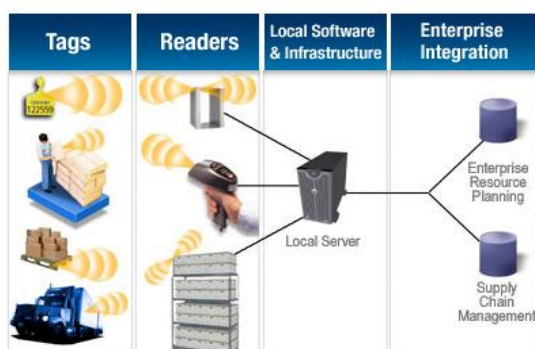 Tags
Readers
Local Software
& Infrastructure
Enterprise
Integration
122559
Local Server
Enterprise
Resource
Planning
Supply
Chain
Management